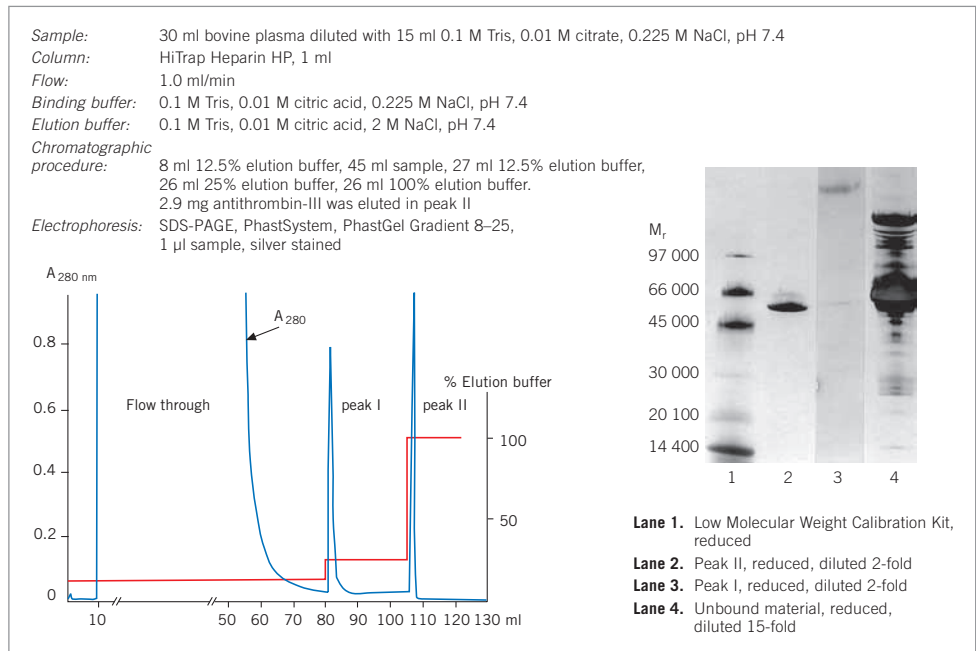 Sample: 30 ml bovine plasma diluted with 15 ml 0.1 M Tris, 0.01 M citrate, 0.225 M NaCl, pH 7.4
Column: HiTrap Heparin HP, 1 ml
Flow: 1.0 ml/min
Binding buffer: 0.1 M Tris, 0.01 M citric acid, 0.225 M NaCl, pH 7.4
Elution buffer: 0.1 M Tris, 0.01 M citric acid, 2 M NaCl, pH 7.4
Chromatographic
procedure: 8 ml 12.5% elution buffer, 45 ml sample, 27 ml 12.5% elution buffer,
26 ml 25% elution buffer, 26 ml 100% elution buffer.
2.9 mg antithrombin-III was eluted in peak II
Electrophoresis: SDS-PAGE, PhastSystem, PhastGel Gradient 8–25,
1 µl sample, silver stained
A 280 nm
A280
% Elution buffer
0.8
0.6
0.4
0.2
0
Flow through
peak I
peak II
100
50
10 50 60 70 80 90 100 110 120 130 ml
Mr
97 000
66 000
45 000
30 000
20 100
14 400
1 2 3 4
Lane 1. Low Molecular Weight Calibration Kit,
reduced
Lane 2. Peak II, reduced, diluted 2-fold
Lane 3. Peak I, reduced, diluted 2-fold
Lane 4. Unbound material, reduced,
diluted 15-fold